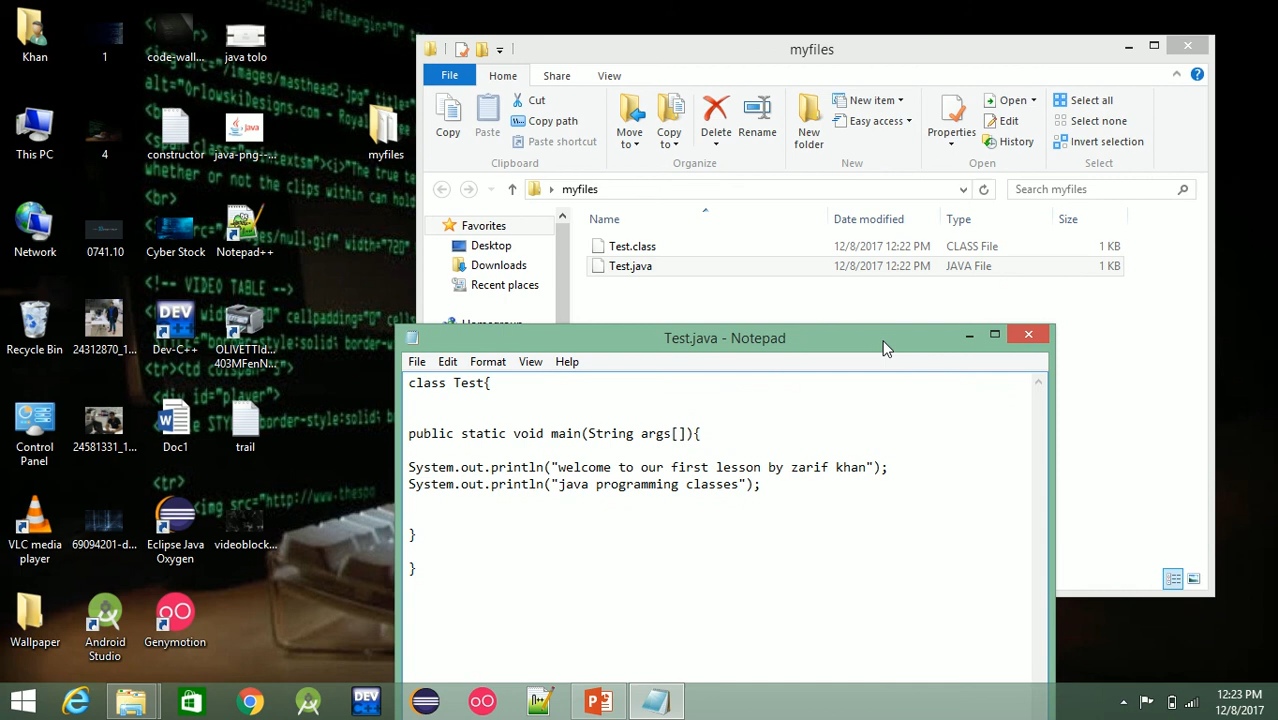 Khan
1
code-wall...
java tolo
This PC
4
constructor
java-png--...
myfiles
Network
0741.10
Cyber Stock
Notepad++
Recycle Bin
24312870_1...
Dev-C++
OLIVETTId...
403MFenN...
Control
Panel
24581331_1...
Doc1
trail
VLC media
player
69094201-d...
Eclipse Java
Oxygen
videoblock...
Wallpaper
Android
Studio
Genymotion
myfiles
File Home Share View
Copy
Paste
Cut
Copy path
Paste shortcut
Clipboard
Move
to
Copy
to
Delete
Rename
Organize
New
folder
New item
Easy access
New
Properties
Open
Edit
History
Open
Select all
Select none
Invert selection
Select
myfiles
Search myfiles
Favorites
Desktop
Downloads
Recent places
Name Date modified Type Size
Test.class 12/8/2017 12:22 PM CLASS File 1 KB
Test.java 12/8/2017 12:22 PM JAVA File 1 KB
Test.java - Notepad
File Edit Format View Help
class Test{
public static void main(String args[]){
System.out.println("welcome to our first lesson by zarif khan");
System.out.println("java programming classes");
}
}
12:23 PM
12/8/2017